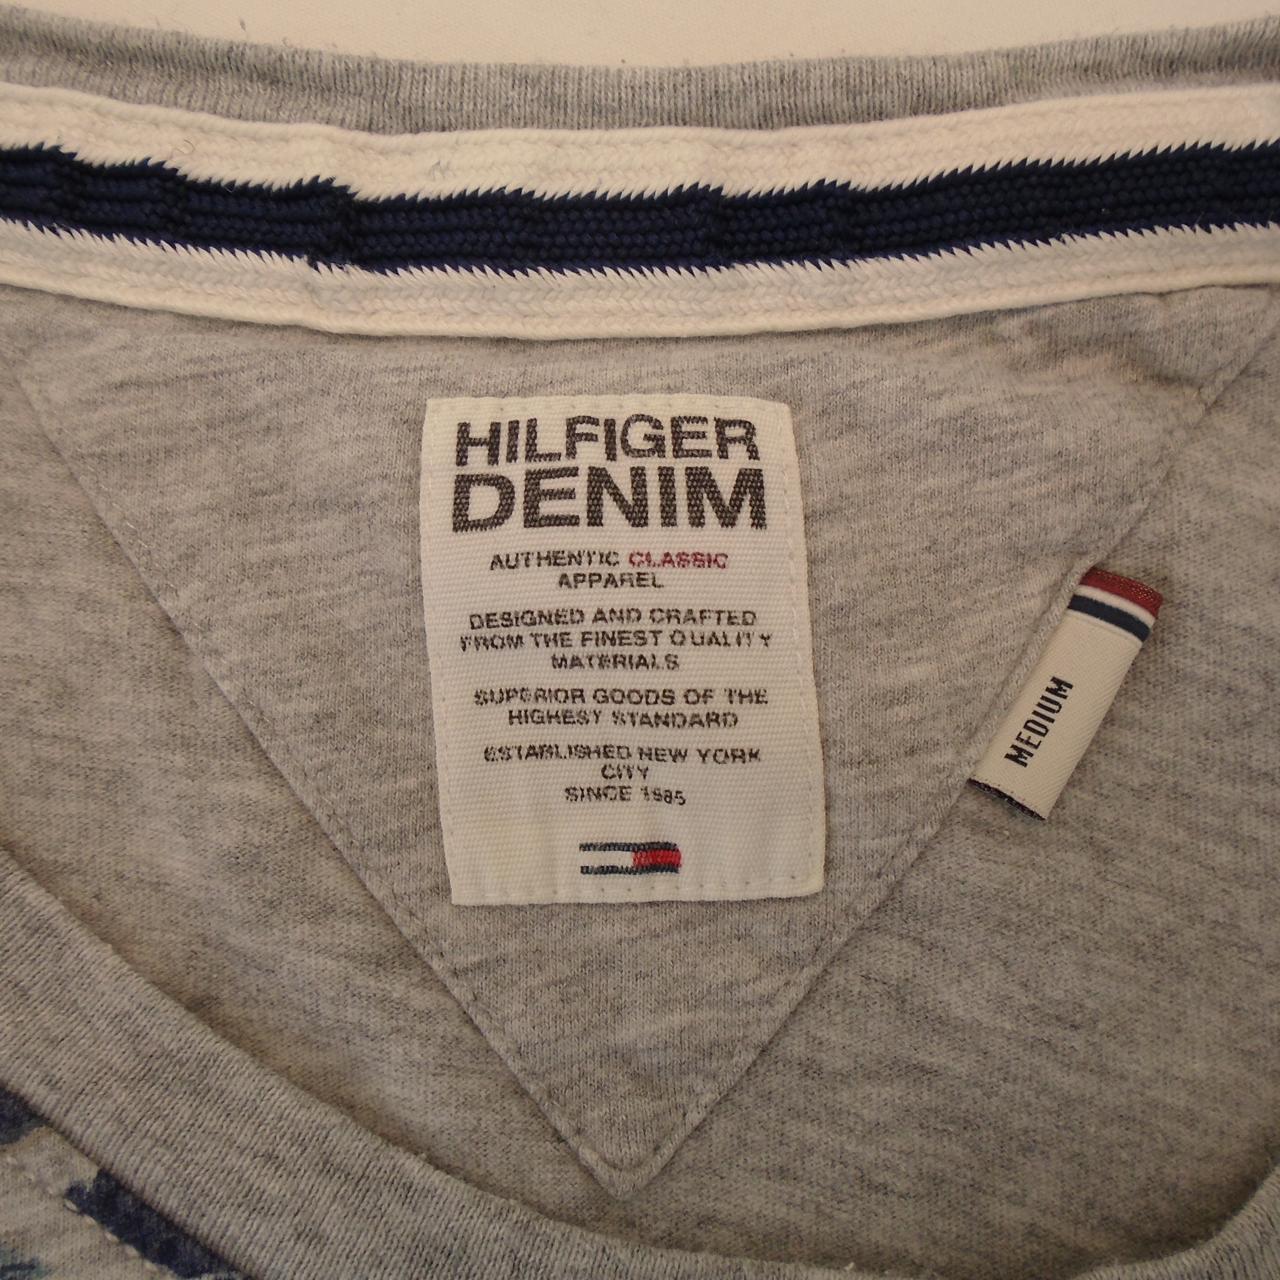 HILFIGER
DENIM
AUTHENTIC CLASSIC
APPAREL
DESIGNED AND CRAFTED
FROM THE FINEST QUALITY
MATERIALS
SUPERIOR GOODS OF THE
HIGHEST STANDARD
ESTABLISHED NEW YORK
CITY
SINCE 1985
MEDIUM